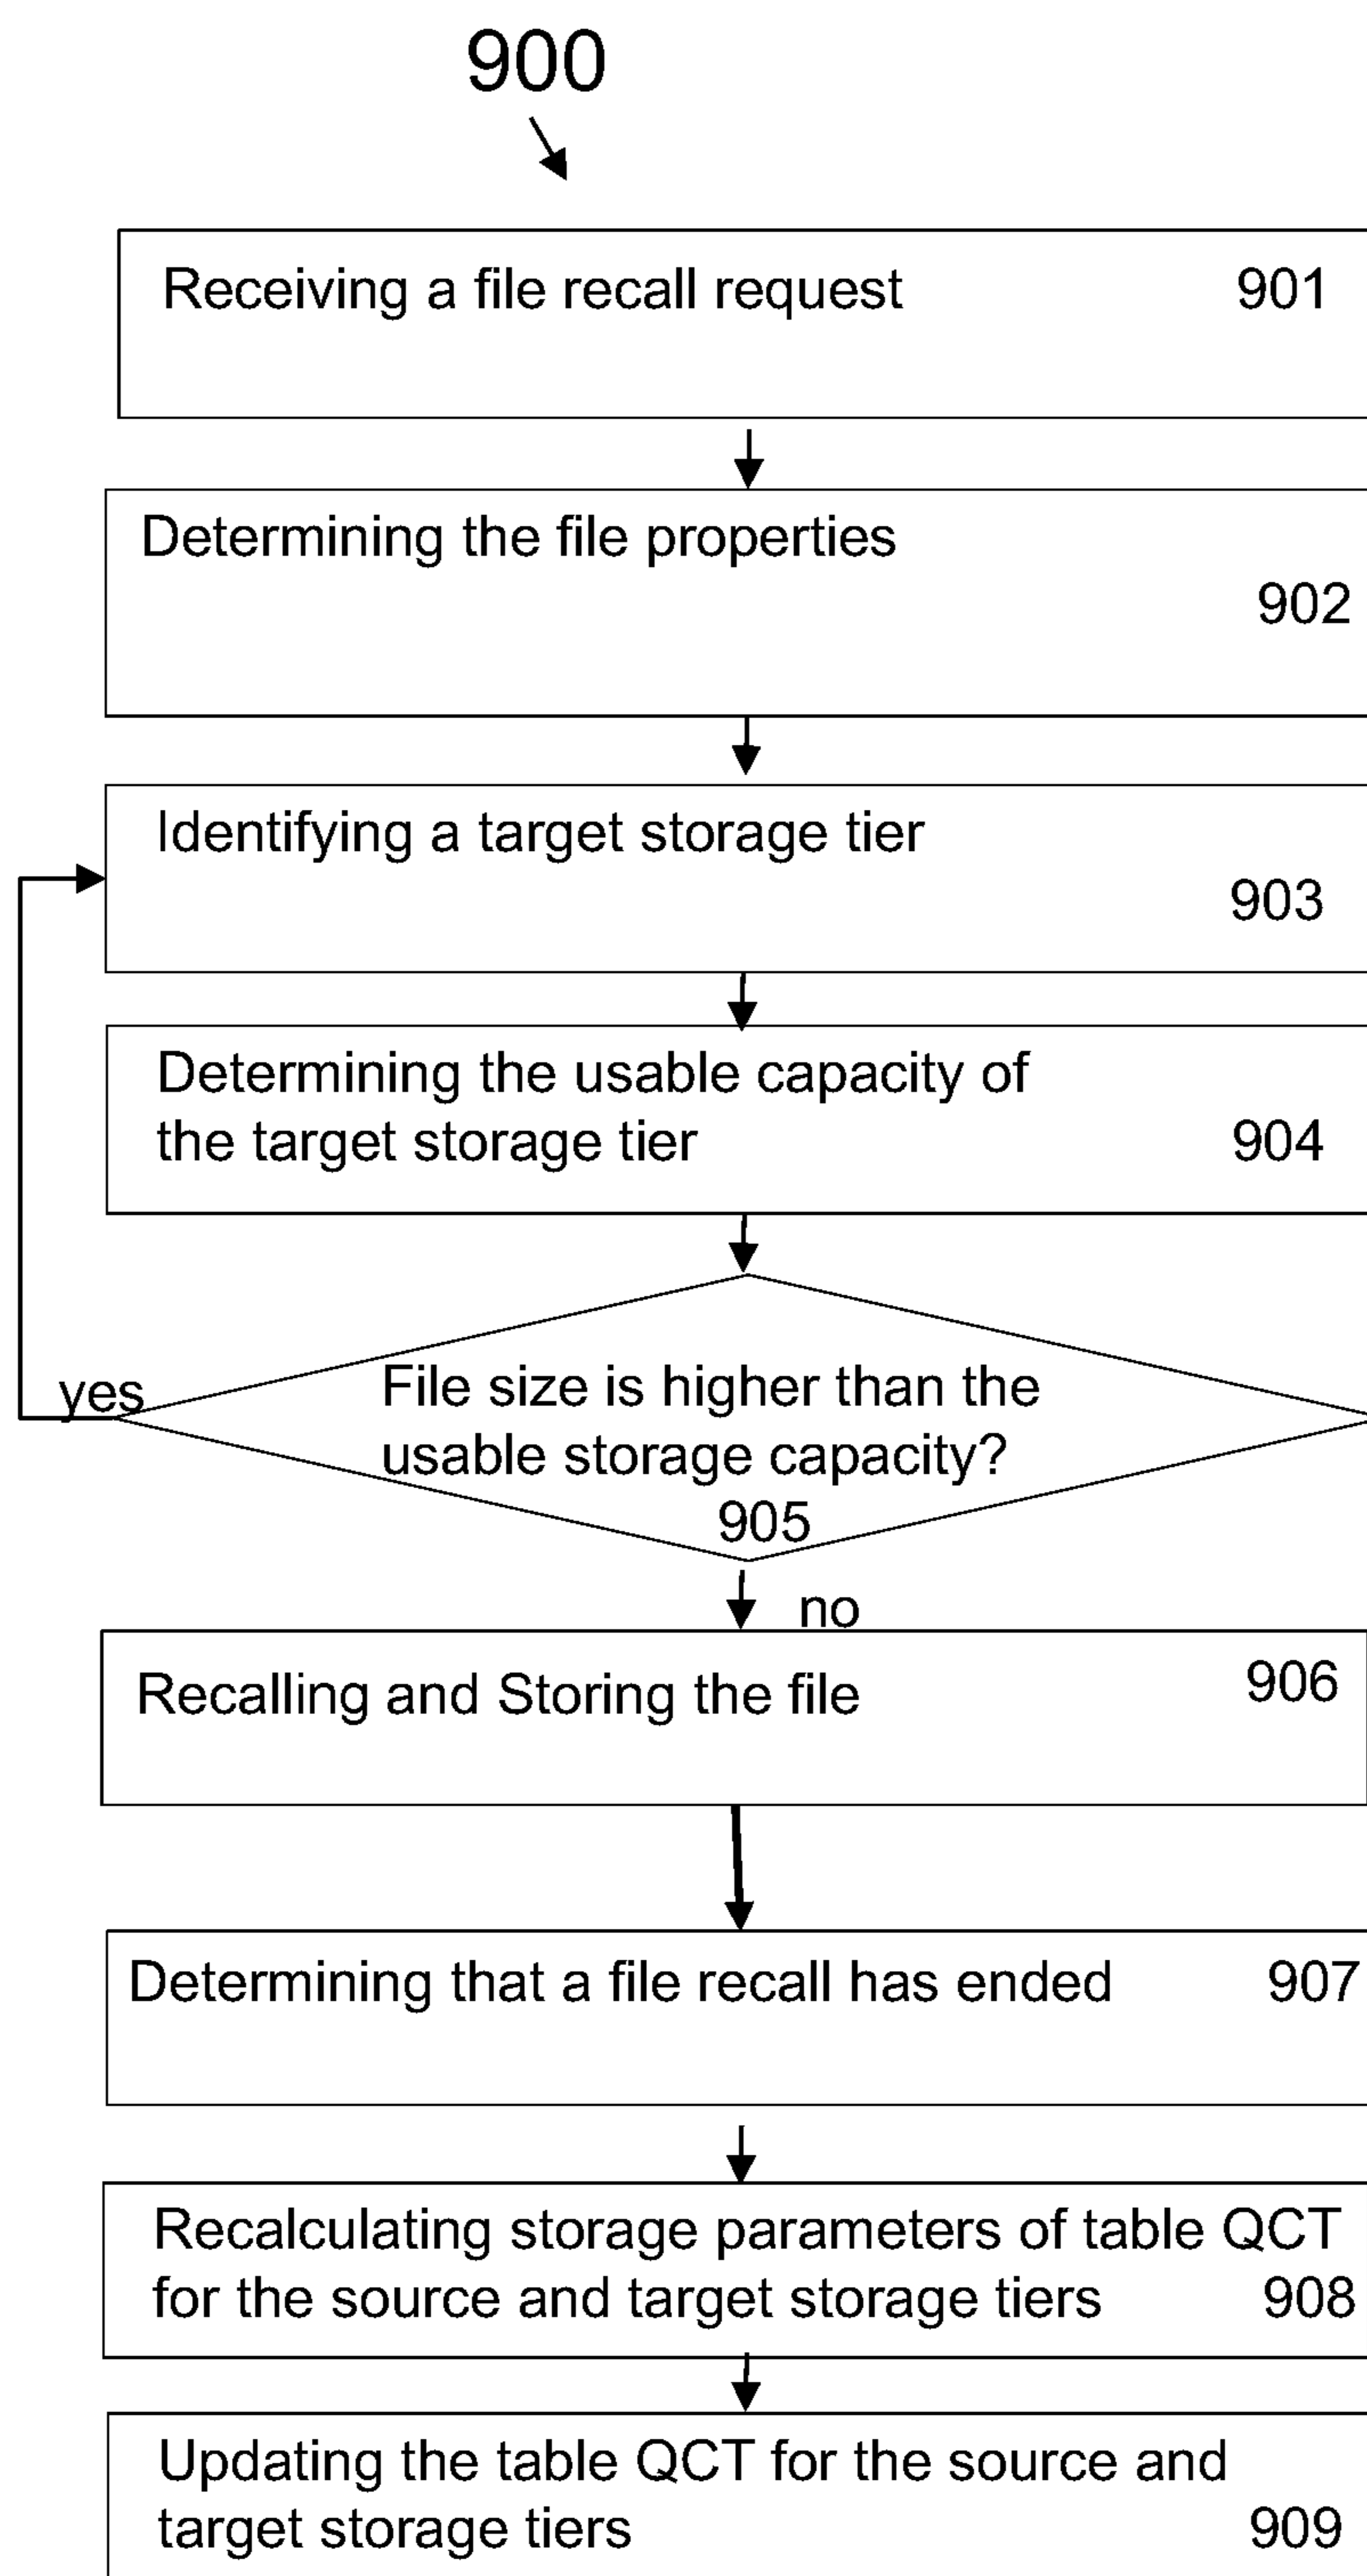 900
Receiving a file recall request 901
Determining the file properties
902
Identifying a target storage tier
903
Determining the usable capacity of
the target storage tier 904
yes
File size is higher than the
usable storage capacity?
905
no
Recalling and Storing the file 906
Determining that a file recall has ended 907
Recalculating storage parameters of table QCT
for the source and target storage tiers 908
Updating the table QCT for the source and
target storage tiers 909